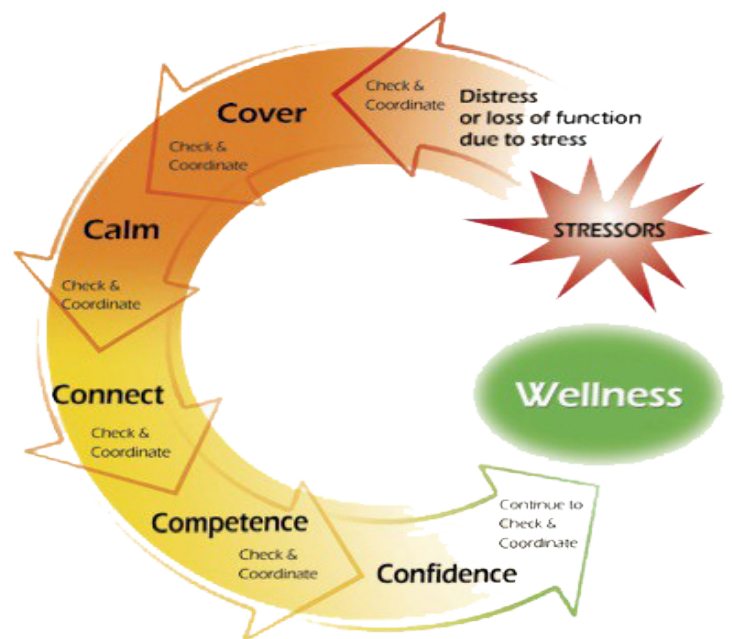 Distress
or loss of function
due to stress
STRESSORS
Check &
Coordinate
Cover
Check &
Coordinate
Calm
Check &
Coordinate
Connect
Check &
Coordinate
Competence
Check &
Coordinate
Confidence
Continue to
Check &
Coordinate
Wellness